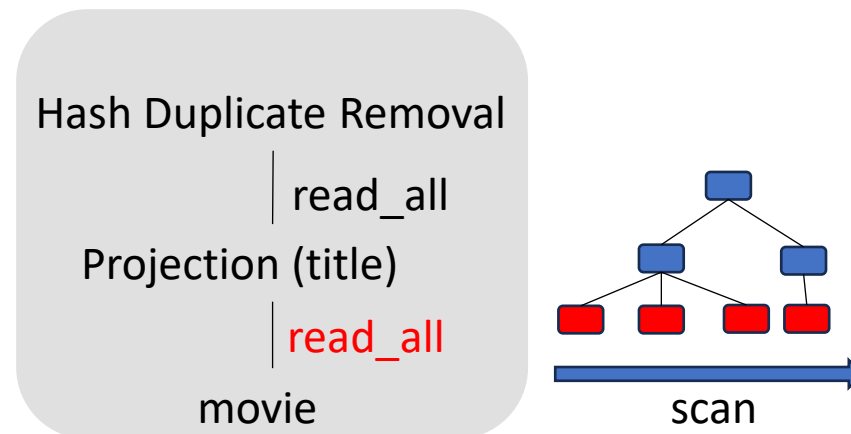 Hash Duplicate Removal
read_all
Projection (title)
read_all
movie
scan